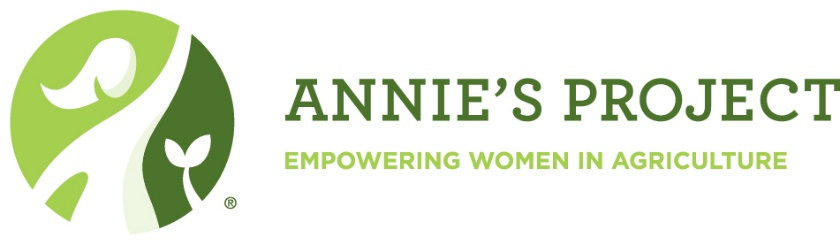 ANNIE'S PROJECT
EMPOWERING WOMEN IN AGRICULTURE
®